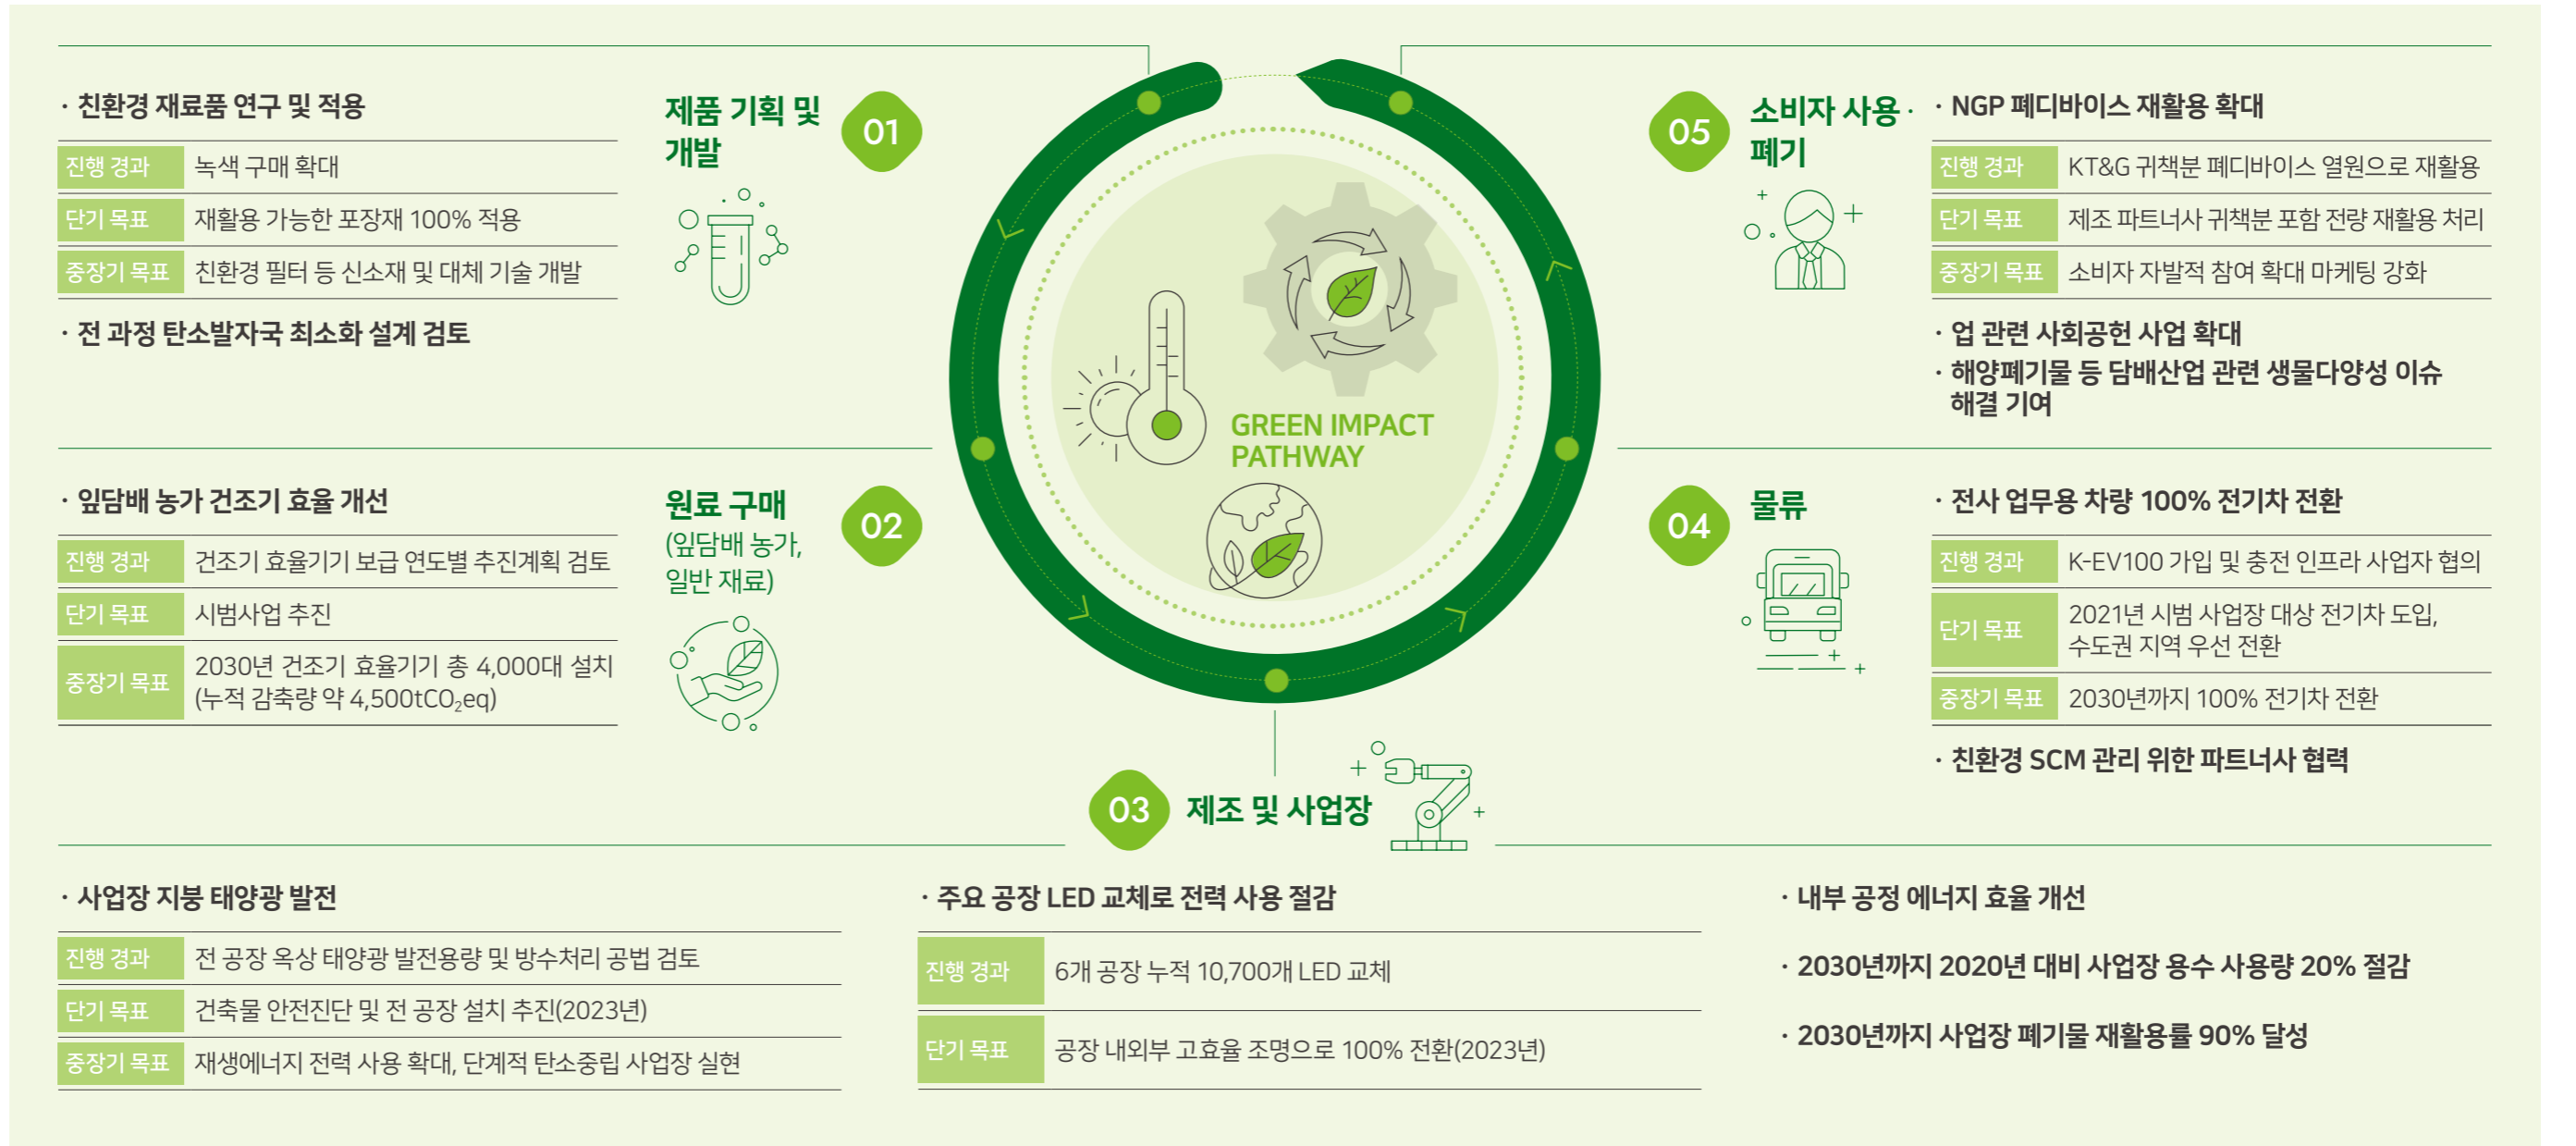 01
제품 기획 및
개발
· 친환경 재료품 연구 및 적용
진행 경과 녹색 구매 확대
단기 목표 재활용 가능한 포장재 100% 적용
중장기 목표 친환경 필터 등 신소재 및 대체 기술 개발
· 전 과정 탄소발자국 최소화 설계 검토
02
원료 구매
(잎담배 농가,
일반 재료)
· 잎담배 농가 건조기 효율 개선
진행 경과 건조기 효율기기 보급 연도별 추진계획 검토
단기 목표 시범사업 추진
중장기 목표 2030년 건조기 효율기기 총 4,000대 설치
(누적 감축량 약 4,500tCO₂eq)
GREEN IMPACT
PATHWAY
03
제조 및 사업장
· 사업장 지붕 태양광 발전
진행 경과 전 공장 옥상 태양광 발전용량 및 방수처리 공법 검토
단기 목표 건축물 안전진단 및 전 공장 설치 추진(2023년)
중장기 목표 재생에너지 전력 사용 확대, 단계적 탄소중립 사업장 실현
· 주요 공장 LED 교체로 전력 사용 절감
진행 경과 6개 공장 누적 10,700개 LED 교체
단기 목표 공장 내외부 고효율 조명으로 100% 전환(2023년)
· 내부 공정 에너지 효율 개선
· 2030년까지 2020년 대비 사업장 용수 사용량 20% 절감
· 2030년까지 사업장 폐기물 재활용률 90% 달성
04
물류
· 전사 업무용 차량 100% 전기차 전환
진행 경과 K-EV100 가입 및 충전 인프라 사업자 협의
단기 목표 2021년 시범 사업장 대상 전기차 도입,
수도권 지역 우선 전환
중장기 목표 2030년까지 100% 전기차 전환
· 친환경 SCM 관리 위한 파트너사 협력
05
소비자 사용 ·
폐기
· NGP 폐디바이스 재활용 확대
진행 경과 KT&G 귀책분 폐디바이스 열원으로 재활용
단기 목표 제조 파트너사 귀책분 포함 전량 재활용 처리
중장기 목표 소비자 자발적 참여 확대 마케팅 강화
· 업 관련 사회공헌 사업 확대
· 해양폐기물 등 담배산업 관련 생물다양성 이슈
해결 기여